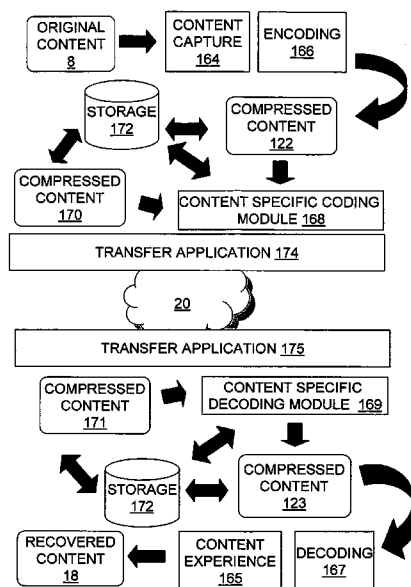 ORIGINAL
CONTENT
8
CONTENT
CAPTURE
164
ENCODING
166
STORAGE
172
COMPRESSED
CONTENT
122
COMPRESSED
CONTENT
170
CONTENT SPECIFIC CODING
MODULE 168
TRANSFER APPLICATION 174
20
TRANSFER APPLICATION 175
COMPRESSED
CONTENT
171
CONTENT SPECIFIC
DECODING MODULE 169
STORAGE
172
COMPRESSED
CONTENT
123
RECOVERED
CONTENT
18
CONTENT
EXPERIENCE
165
DECODING
167